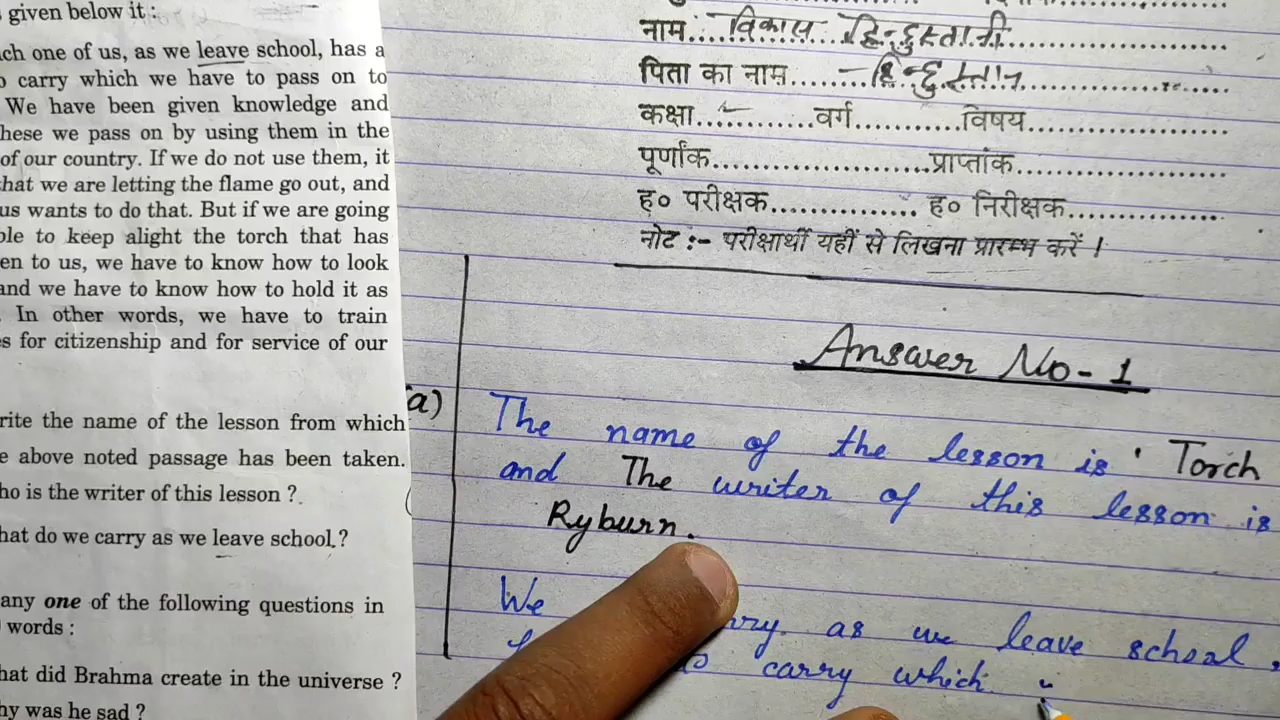 given below it :
ch one of us, as we leave school, has a
o carry which we have to pass on to
We have been given knowledge and
hese we pass on by using them in the
of our country. If we do not use them, it
hat we are letting the flame go out, and
us wants to do that. But if we are going
ble to keep alight the torch that has
en to us, we have to know how to look
and we have to know how to hold it as
. In other words, we have to train
s for citizenship and for service of our
rite the name of the lesson from which
e above noted passage has been taken.
ho is the writer of this lesson ?
hat do we carry as we leave school ?
any one of the following questions in
words :
hat did Brahma create in the universe ?
hy was he sad ?
नाम....विकास हिन्दुस्तानी....
पिता का नाम....हिन्दुस्तान....
कक्षा............वर्ग...........विषय.......................
पूर्णांक.........................प्राप्तांक........................
ह० परीक्षक............... ह० निरीक्षक..................
नोट :- परीक्षार्थी यहीं से लिखना प्रारम्भ करें ।
Answer No - 1
(a) The name of the lesson is ' Torch
and The writer of this lesson is
Ryburn.
We as we leave school,
to carry which